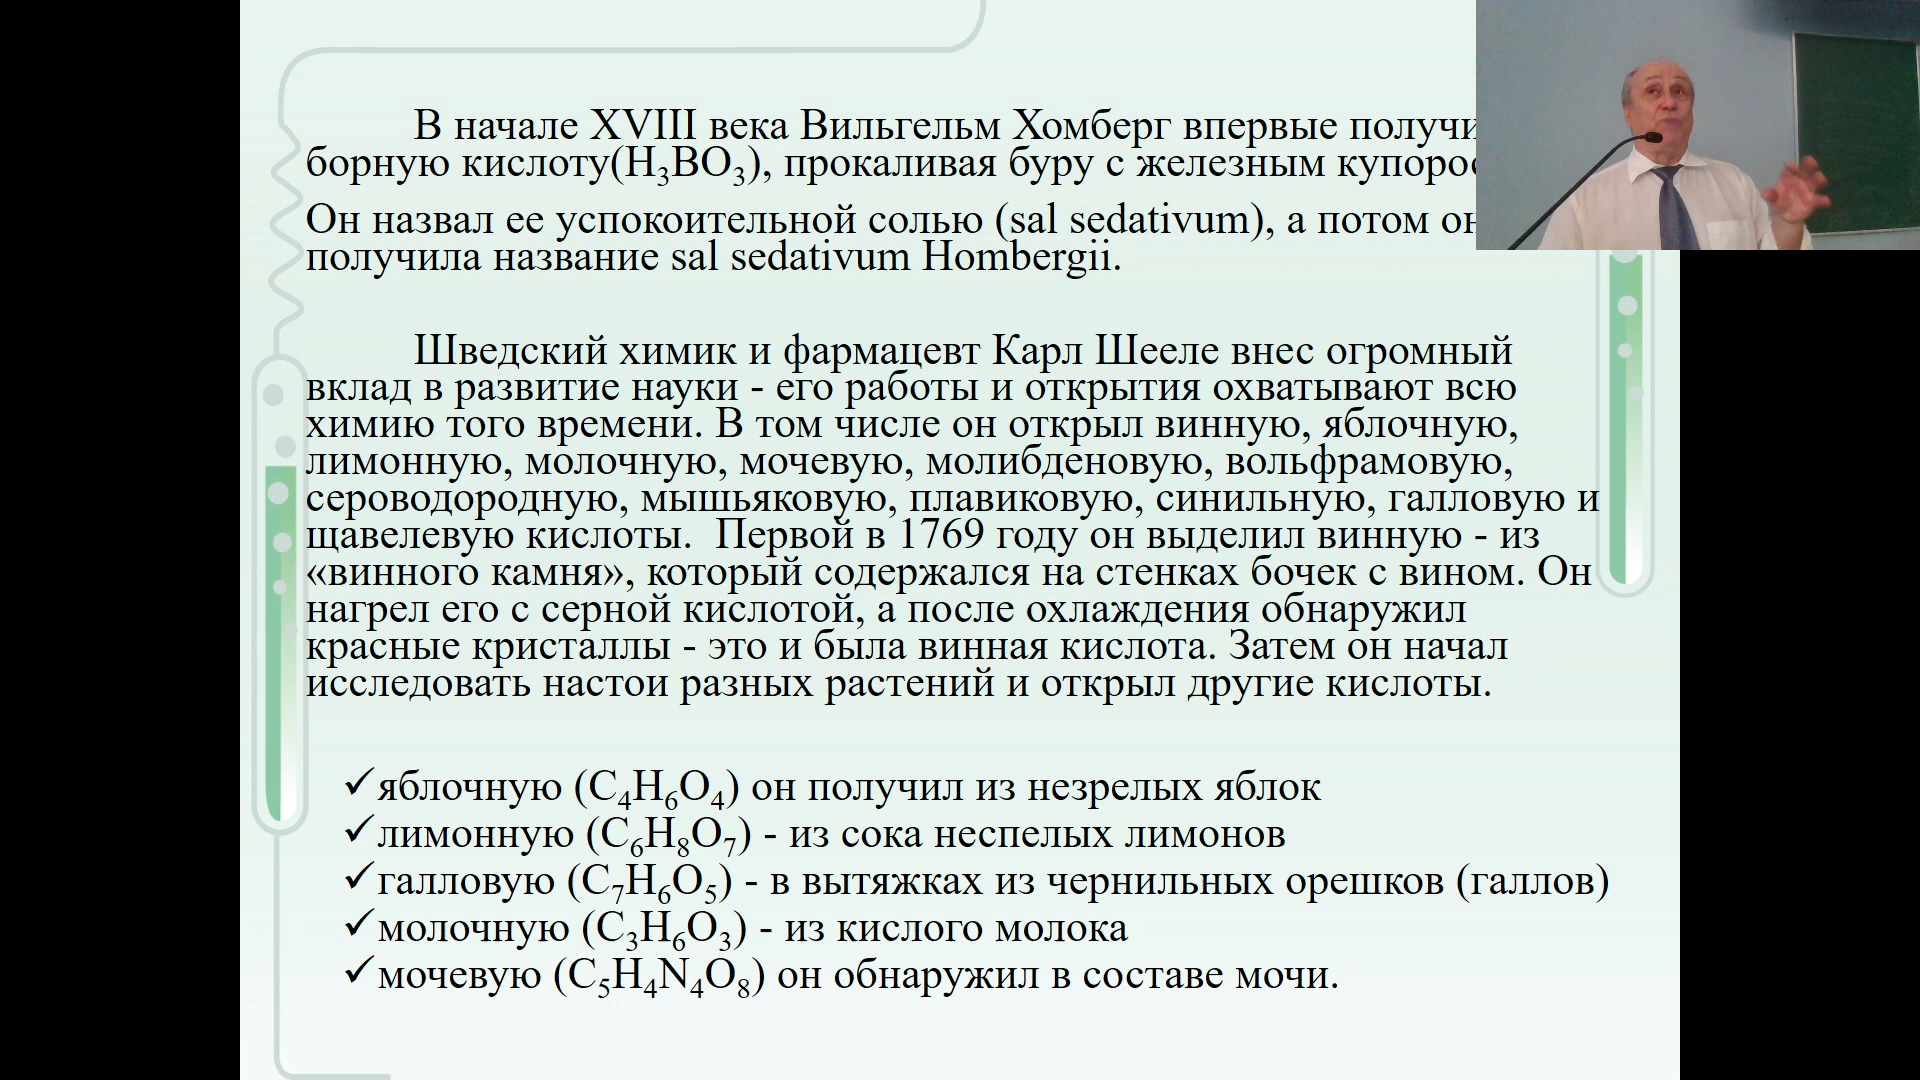 В начале XVIII века Вильгельм Хомберг впервые
борную кислоту(H₃BO₃), прокаливая буру с железным
Он назвал ее успокоительной солью (sal sedativum), а потом
получила название sal sedativum Hombergii.
Шведский химик и фармацевт Карл Шееле внес огромный
вклад в развитие науки - его работы и открытия охватывают всю
химию того времени. В том числе он открыл винную, яблочную,
лимонную, молочную, мочевую, молибденовую, вольфрамовую,
сероводородную, мышьяковую, плавиковую, синильную, галловую и
щавелевую кислоты. Первой в 1769 году он выделил винную - из
«винного камня», который содержался на стенках бочек с вином. Он
нагрел его с серной кислотой, а после охлаждения обнаружил
красные кристаллы - это и была винная кислота. Затем он начал
исследовать настои разных растений и открыл другие кислоты.
✓яблочную (C₄H₆O₄) он получил из незрелых яблок
✓лимонную (C₆H₈O₇) - из сока неспелых лимонов
✓галловую (C₇H₆O₅) - в вытяжках из чернильных орешков (галлов)
✓молочную (C₃H₆O₃) - из кислого молока
✓мочевую (C₅H₄N₄O₈) он обнаружил в составе мочи.